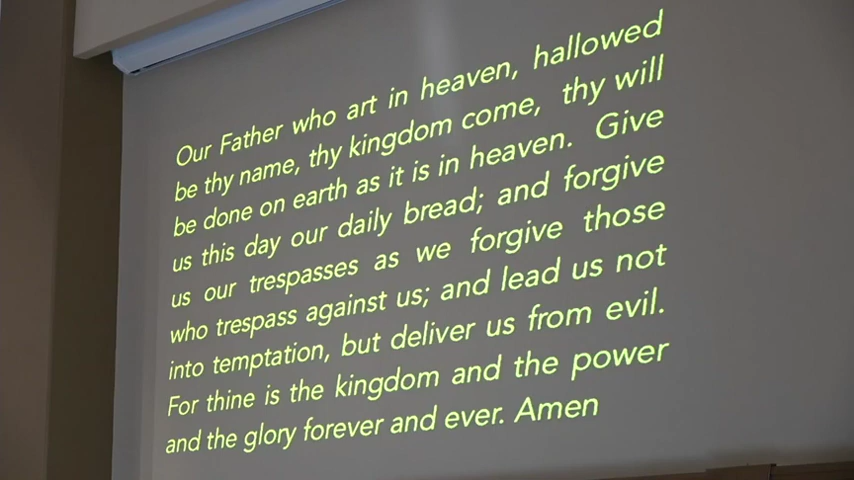 Our Father who art in heaven, hallowed
be thy name, thy kingdom come, thy will
be done on earth as it is in heaven. Give
us this day our daily bread; and forgive
us our trespasses as we forgive those
who trespass against us; and lead us not
into temptation, but deliver us from evil.
For thine is the kingdom and the power
and the glory forever and ever. Amen